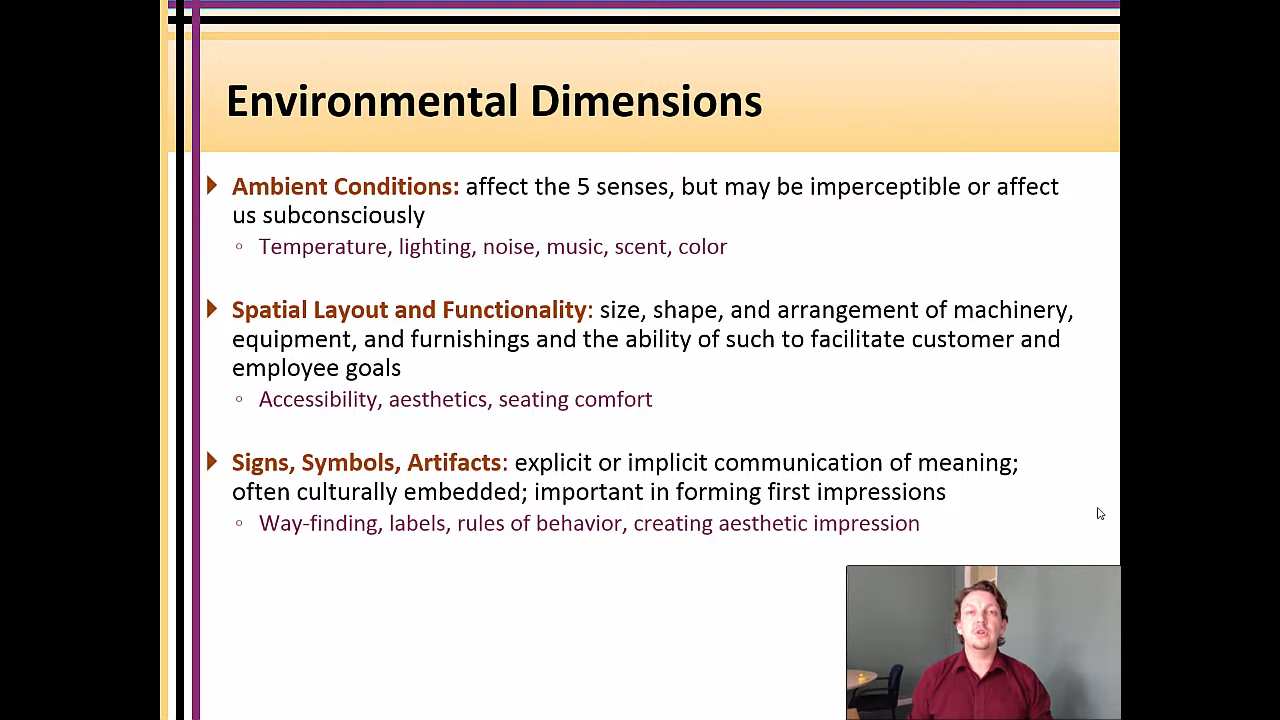 Environmental Dimensions
Ambient Conditions: affect the 5 senses, but may be imperceptible or affect
us subconsciously
Temperature, lighting, noise, music, scent, color
Spatial Layout and Functionality: size, shape, and arrangement of machinery,
equipment, and furnishings and the ability of such to facilitate customer and
employee goals
Accessibility, aesthetics, seating comfort
Signs, Symbols, Artifacts: explicit or implicit communication of meaning;
often culturally embedded; important in forming first impressions
Way-finding, labels, rules of behavior, creating aesthetic impression